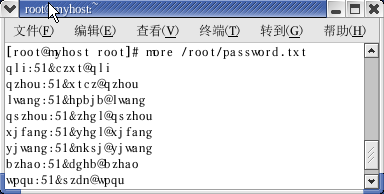 root@myhost:~
文件(F) 编辑(E) 查看(V) 终端(T) 转到(G) 帮助(H)
[root@myhost root]# more /root/password.txt
qli:51&czxt@qli
qzhou:51&xtcz@qzhou
lwang:51&hpbjb@lwang
qszhou:51&zhgl@qszhou
xjfang:51&yhgl@xjfang
yjwang:51&nksj@yjwang
bzhao:51&dghb@bzhao
wpqu:51&szdn@wpqu